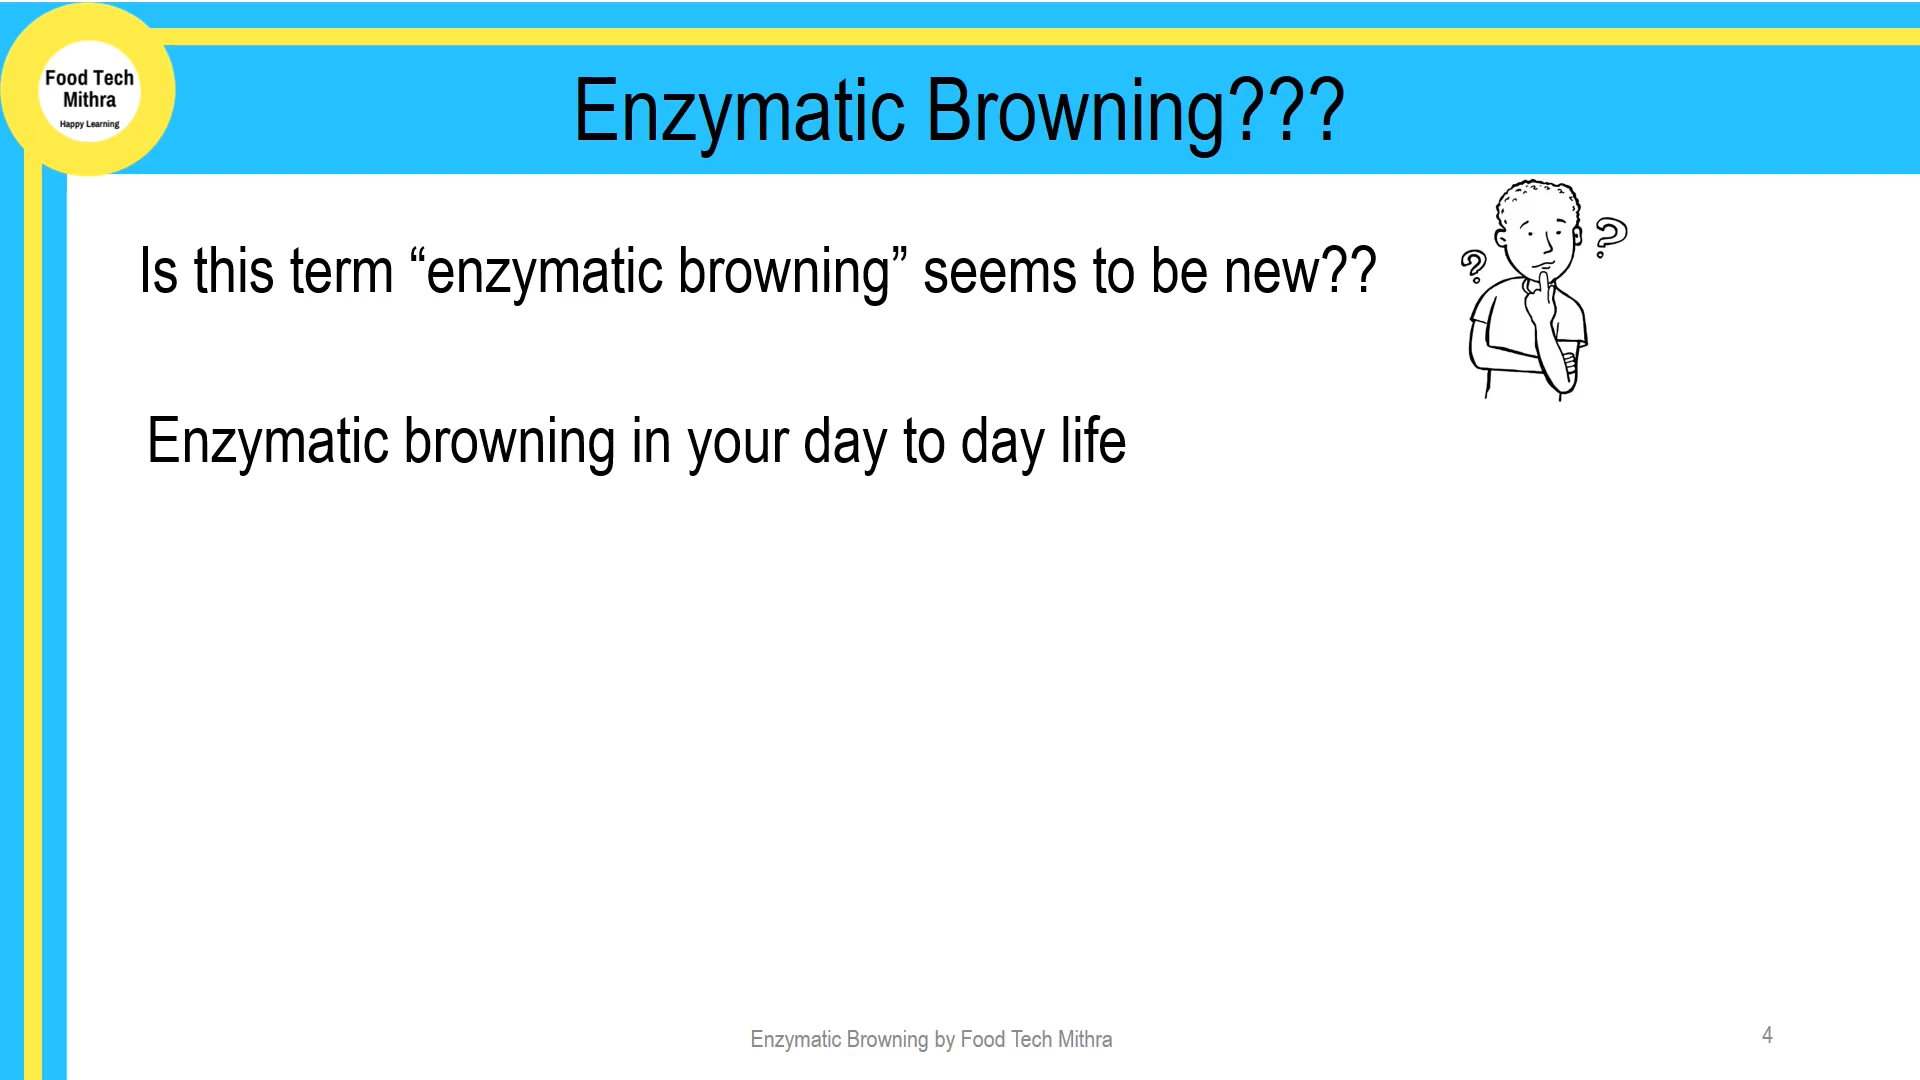 Food Tech
Mithra
Happy Learning
Enzymatic Browning???
Is this term “enzymatic browning” seems to be new??
? ?
Enzymatic browning in your day to day life
Enzymatic Browning by Food Tech Mithra
4